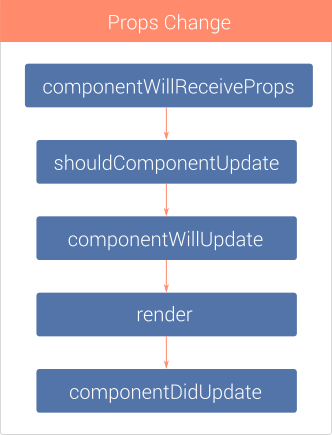 Props Change
componentWillReceiveProps
shouldComponentUpdate
componentWillUpdate
render
componentDidUpdate